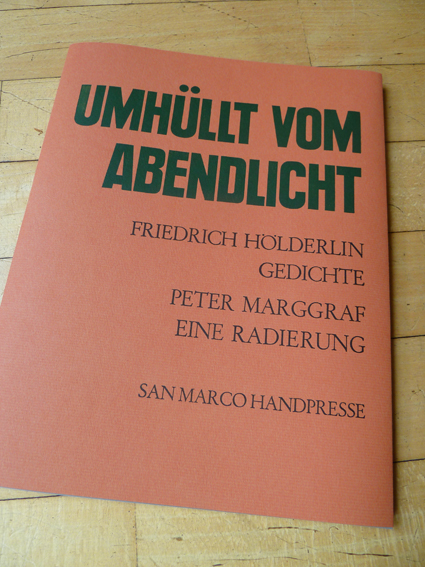 UMHÜLLT VOM
ABENDLICHT
FRIEDRICH HÖLDERLIN
GEDICHTE
PETER MARGGRAF
EINE RADIERUNG
SAN MARCO HANDPRESSE